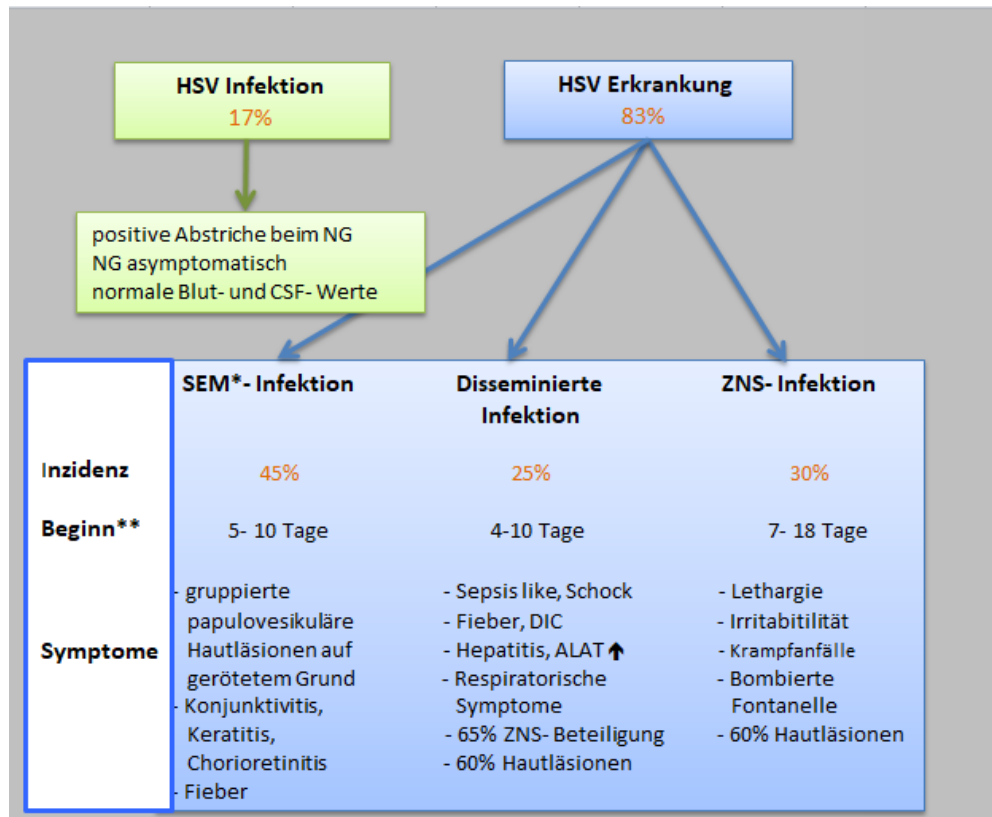 HSV Infektion
17%
HSV Erkrankung
83%
positive Abstriche beim NG
NG asymptomatisch
normale Blut- und CSF- Werte
SEM*- Infektion
Disseminierte
Infektion
ZNS- Infektion
Inzidenz
45%
25%
30%
Beginn**
5- 10 Tage
4-10 Tage
7- 18 Tage
Symptome
- gruppierte
papulovesikuläre
Hautläsionen auf
gerötetem Grund
- Konjunktivitis,
Keratitis,
Chorioretinitis
- Fieber
- Sepsis like, Schock
- Fieber, DIC
- Hepatitis, ALAT ↑
- Respiratorische
Symptome
- 65% ZNS- Beteiligung
- 60% Hautläsionen
- Lethargie
- Irritabitilität
- Krampfanfälle
- Bombierte
Fontanelle
- 60% Hautläsionen